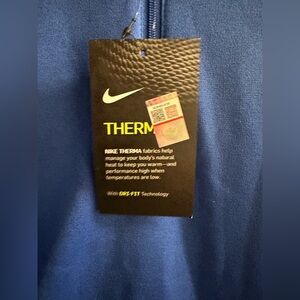 THERM
NIKE THERMA fabrics help
manage your body's natural
heat to keep you warm—and
performance high when
temperatures are low.
With DRI-FIT Technology